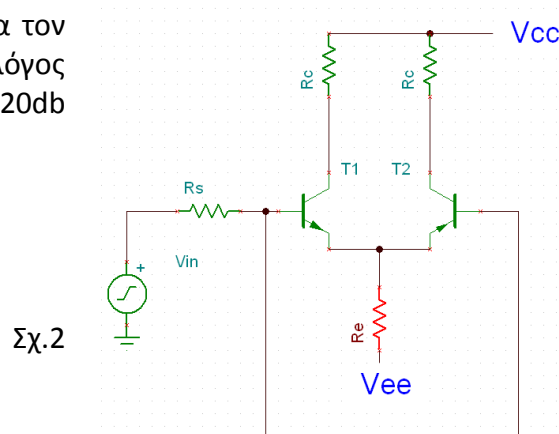 α τον
λόγος
20db
Vcc
Rc
Rc
T1
T2
Rs
+
Vin
Re
Σχ.2
Vee